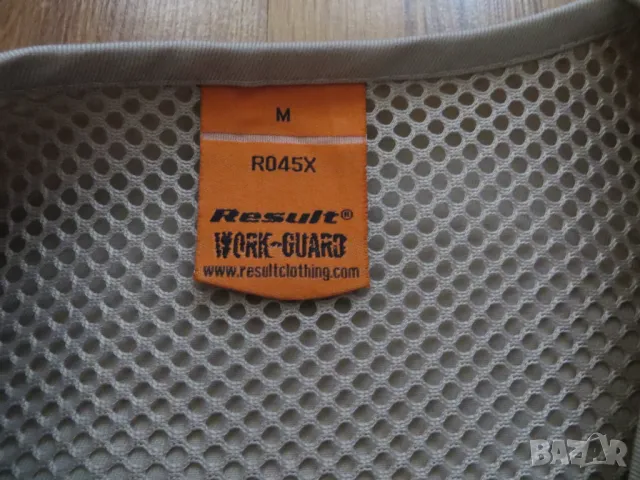 M
R045X
Result®
WORK-GUARD
www.resultclothing.com
BAZAR